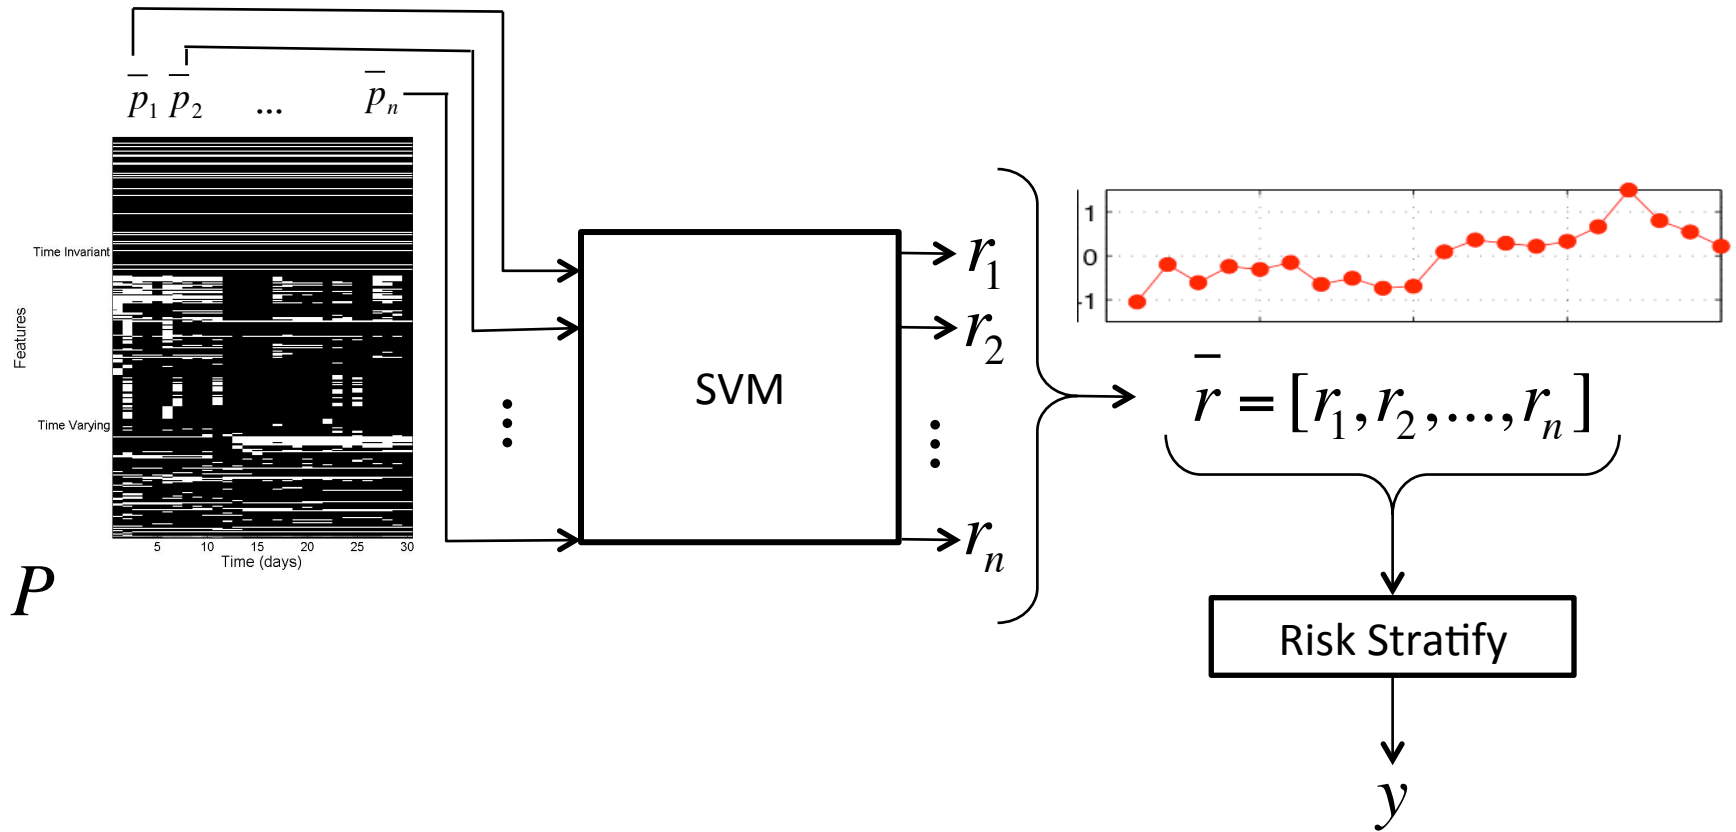 p̄₁ p̄₂ ... p̄ₙ
Time Invariant
Features
Time Varying
5 10 15 20 25 30
Time (days)
P
SVM
r₁
r₂
rₙ
1
0
-1
r̄ = [r₁, r₂, ..., rₙ]
Risk Stratify
y